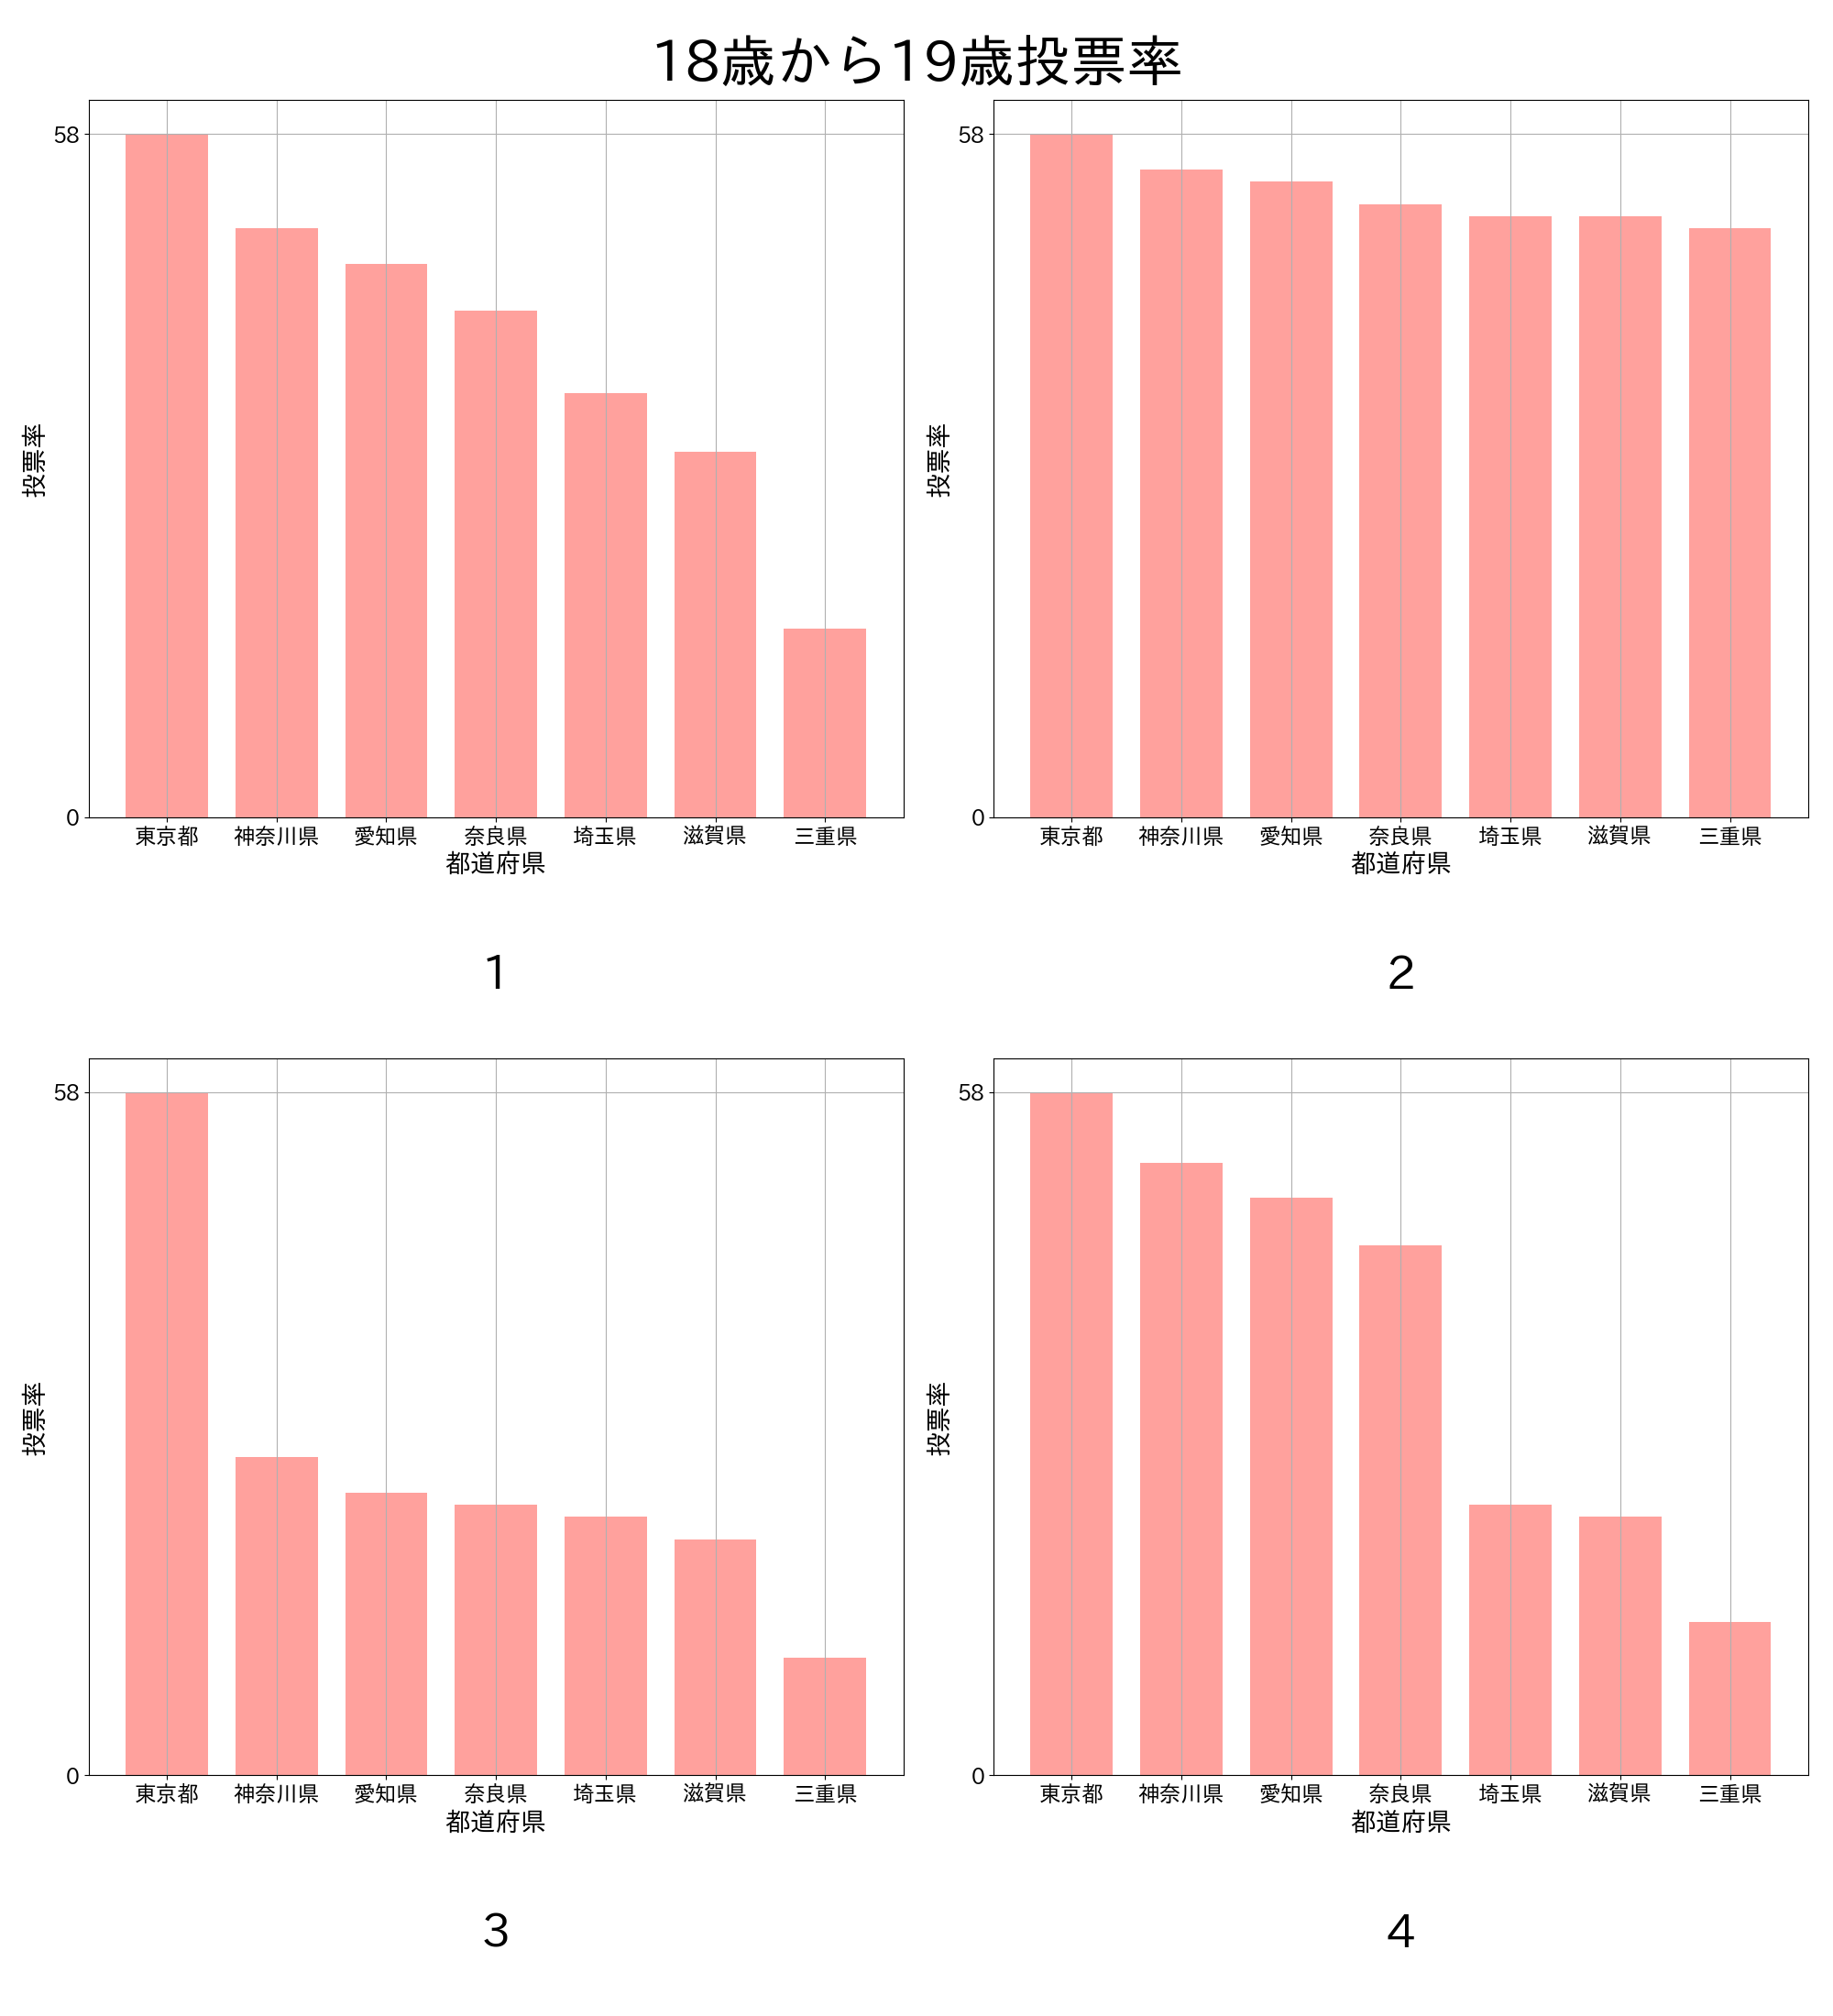 18歳から19歳投票率
58
0
投票率
東京都 神奈川県 愛知県 奈良県 埼玉県 滋賀県 三重県
都道府県
1
58
0
投票率
東京都 神奈川県 愛知県 奈良県 埼玉県 滋賀県 三重県
都道府県
2
58
0
投票率
東京都 神奈川県 愛知県 奈良県 埼玉県 滋賀県 三重県
都道府県
3
58
0
投票率
東京都 神奈川県 愛知県 奈良県 埼玉県 滋賀県 三重県
都道府県
4